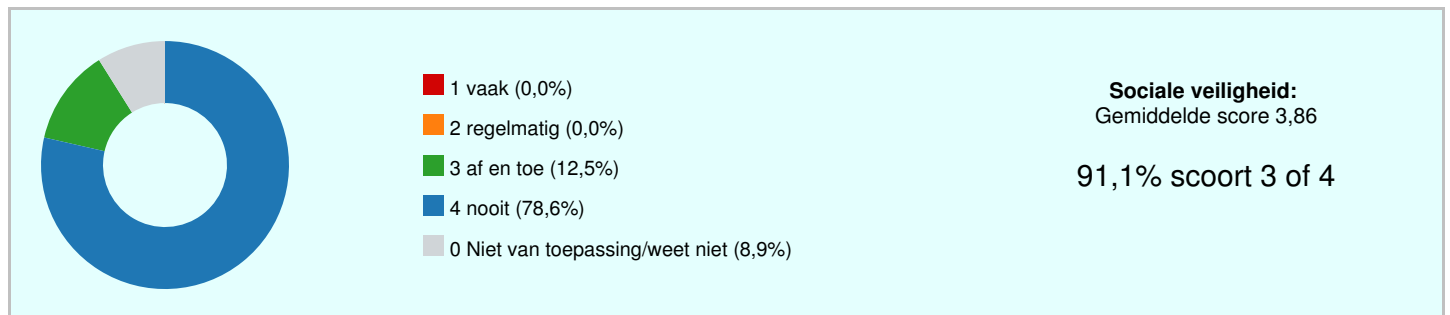 1 vaak (0,0%)
2 regelmatig (0,0%)
3 af en toe (12,5%)
4 nooit (78,6%)
0 Niet van toepassing/weet niet (8,9%)
Sociale veiligheid:
Gemiddelde score 3,86
91,1% scoort 3 of 4